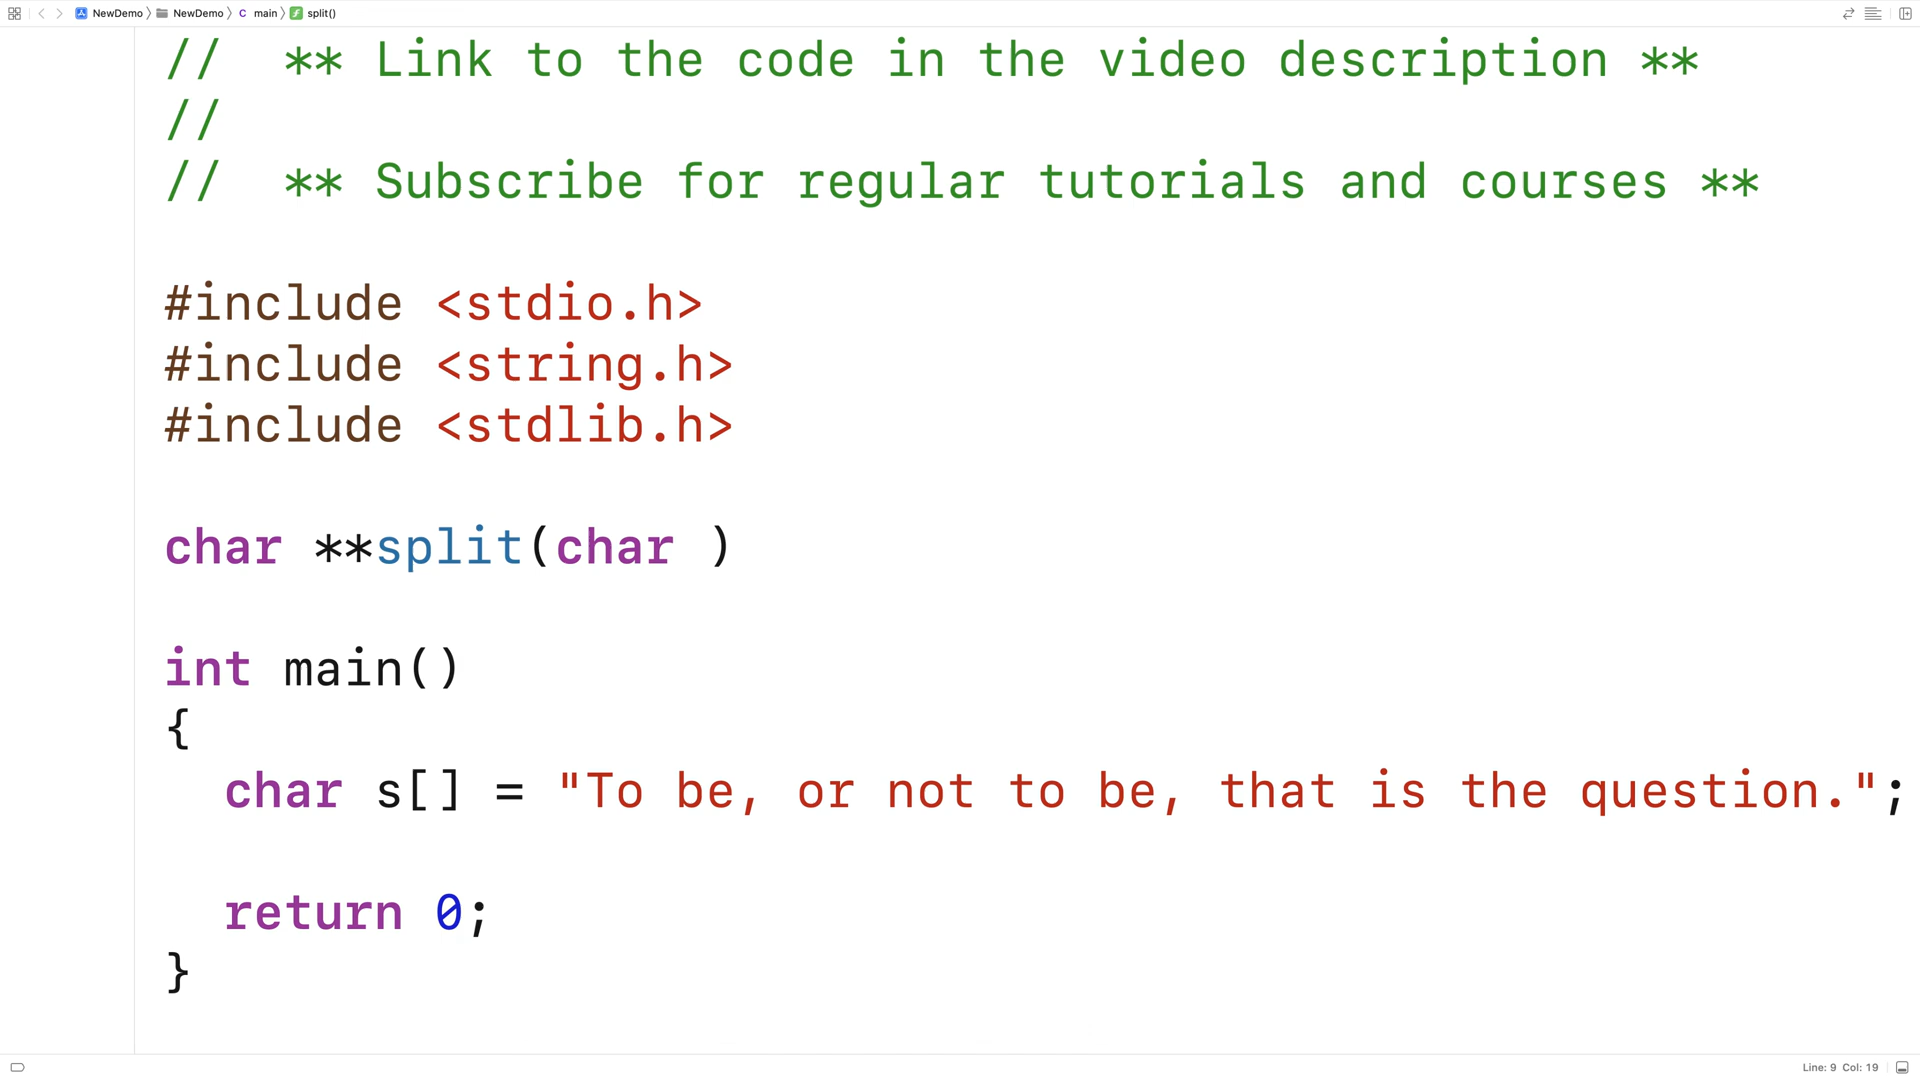 NewDemo NewDemo C main f split()
//  ** Link to the code in the video description **
//
//  ** Subscribe for regular tutorials and courses **
#include <stdio.h>
#include <string.h>
#include <stdlib.h>
char **split(char )
int main()
{
  char s[] = "To be, or not to be, that is the question.";
  return 0;
}
Line: 9 Col: 19